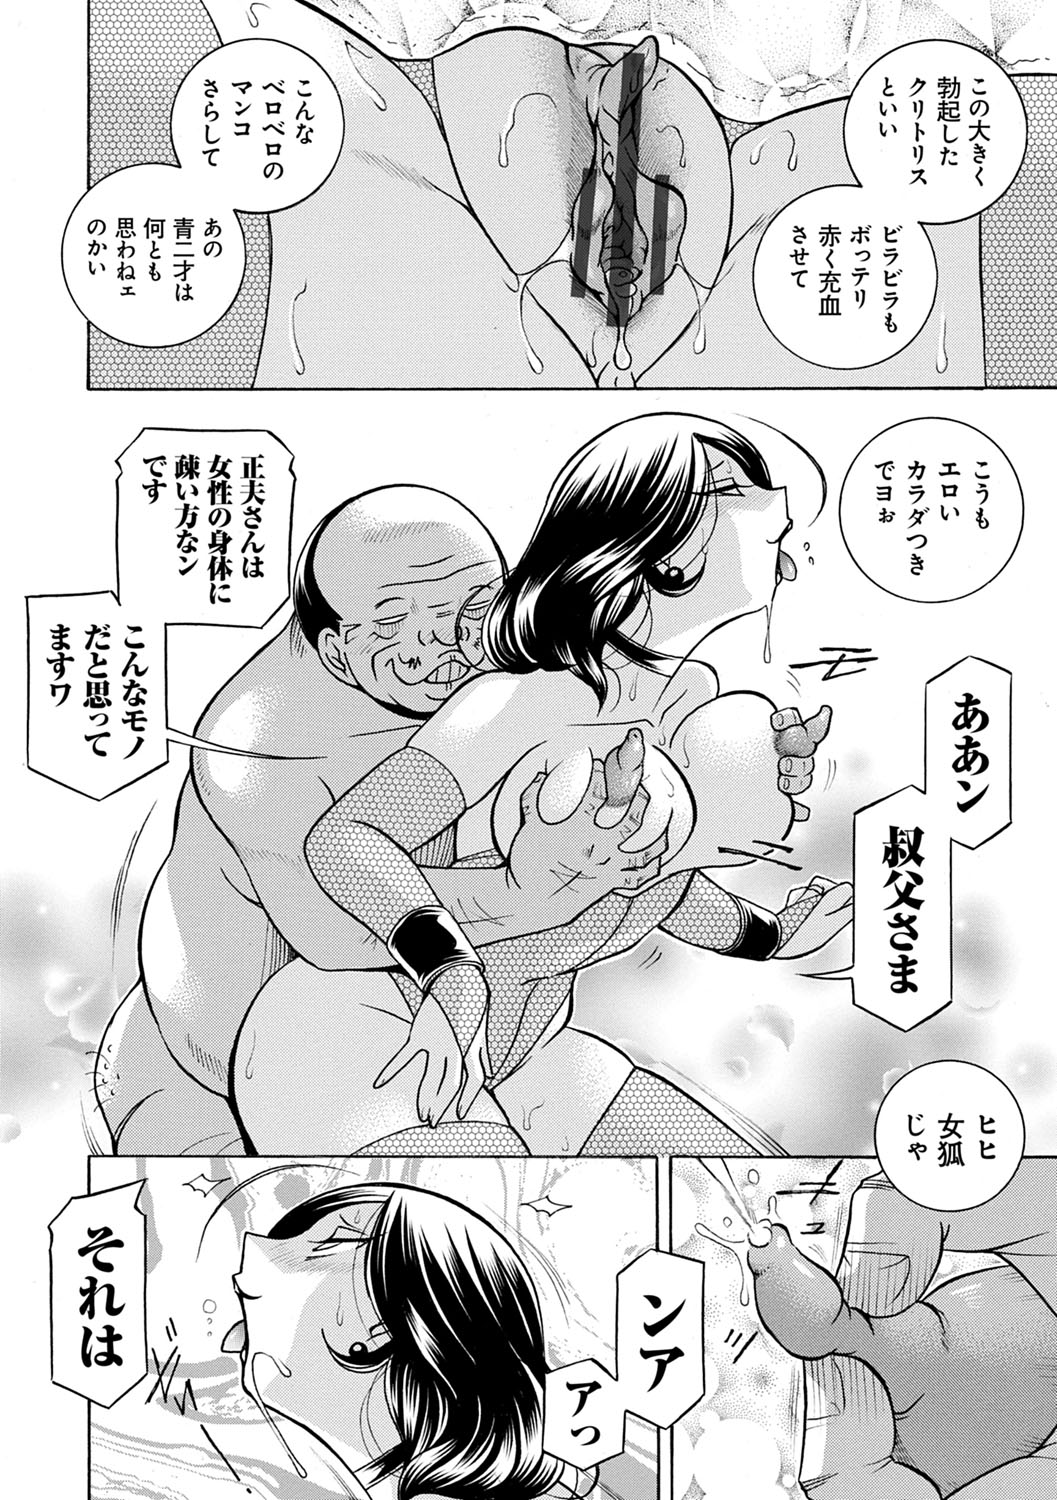 この大きく
勃起した
クリトリス
といい
ビラビラも
ボッテリ
赤く充血
させて
こんな
ベロベロの
マンコ
さらして
あの
青二才は
何とも
思わねェ
のかい
こうも
エロい
カラダつき
でヨぉ
正夫さんは
女性の身体に
疎い方なン
です
こんなモノ
だと思って
ますワ
ああン
叔父さま
ヒヒ
女狐
じゃ
ンア
アっ
それは